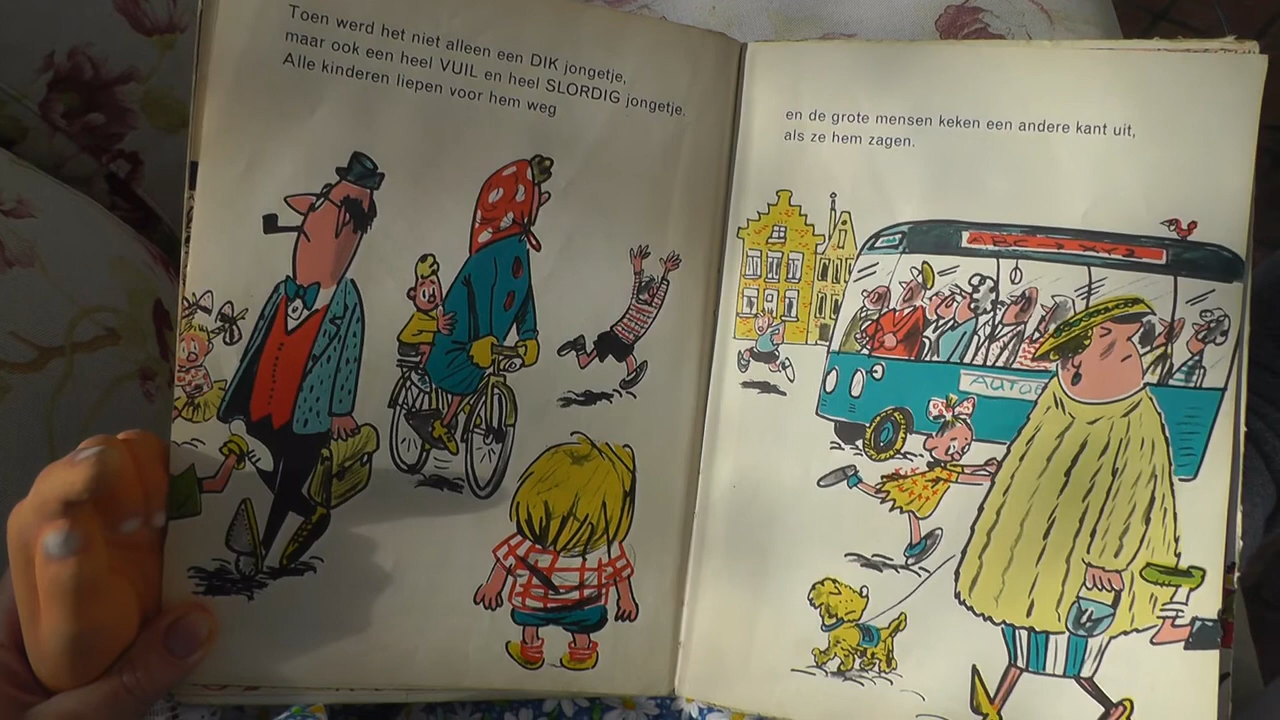 Toen werd het niet alleen een DIK jongetje,
maar ook een heel VUIL en heel SLORDIG jongetje.
Alle kinderen liepen voor hem weg
en de grote mensen keken een andere kant uit,
als ze hem zagen.
ABC → XYZ